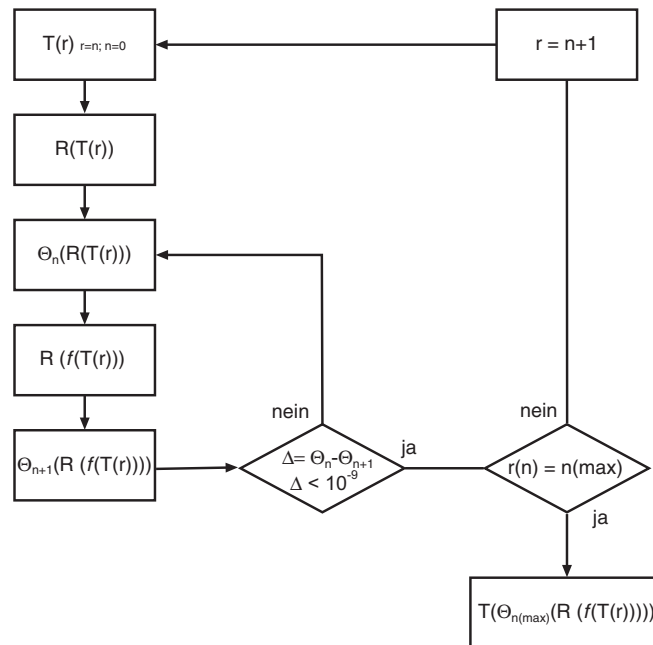 T(r) r=n; n=0
r = n+1
R(T(r))
Θn(R(T(r)))
R (f(T(r)))
nein
nein
Θn+1(R (f(T(r))))
Δ= Θn-Θn+1
Δ < 10-9
ja
r(n) = n(max)
ja
T(Θn(max)(R (f(T(r)))))